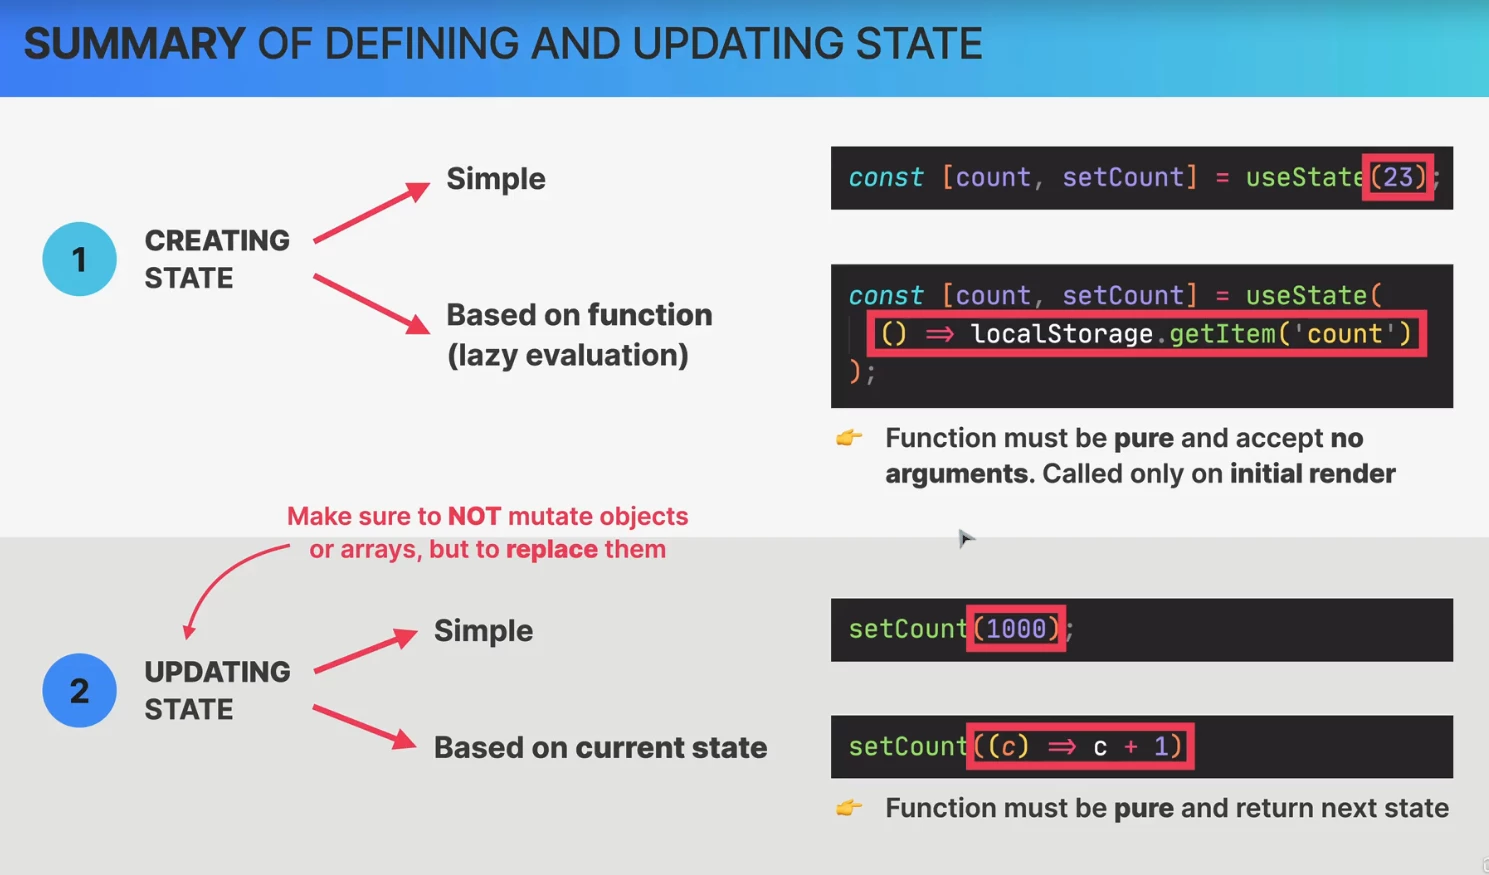 SUMMARY OF DEFINING AND UPDATING STATE
1
CREATING
STATE
Simple
const [count, setCount] = useState(23);
Based on function
(lazy evaluation)
const [count, setCount] = useState(
() => localStorage.getItem('count')
);
👉 Function must be pure and accept no
arguments. Called only on initial render
Make sure to NOT mutate objects
or arrays, but to replace them
2
UPDATING
STATE
Simple
setCount(1000);
Based on current state
setCount((c) => c + 1)
👉 Function must be pure and return next state